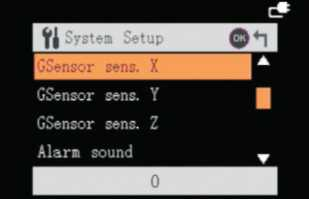 System Setup OK
GSensor sens. X
GSensor sens. Y
GSensor sens. Z
Alarm sound
0